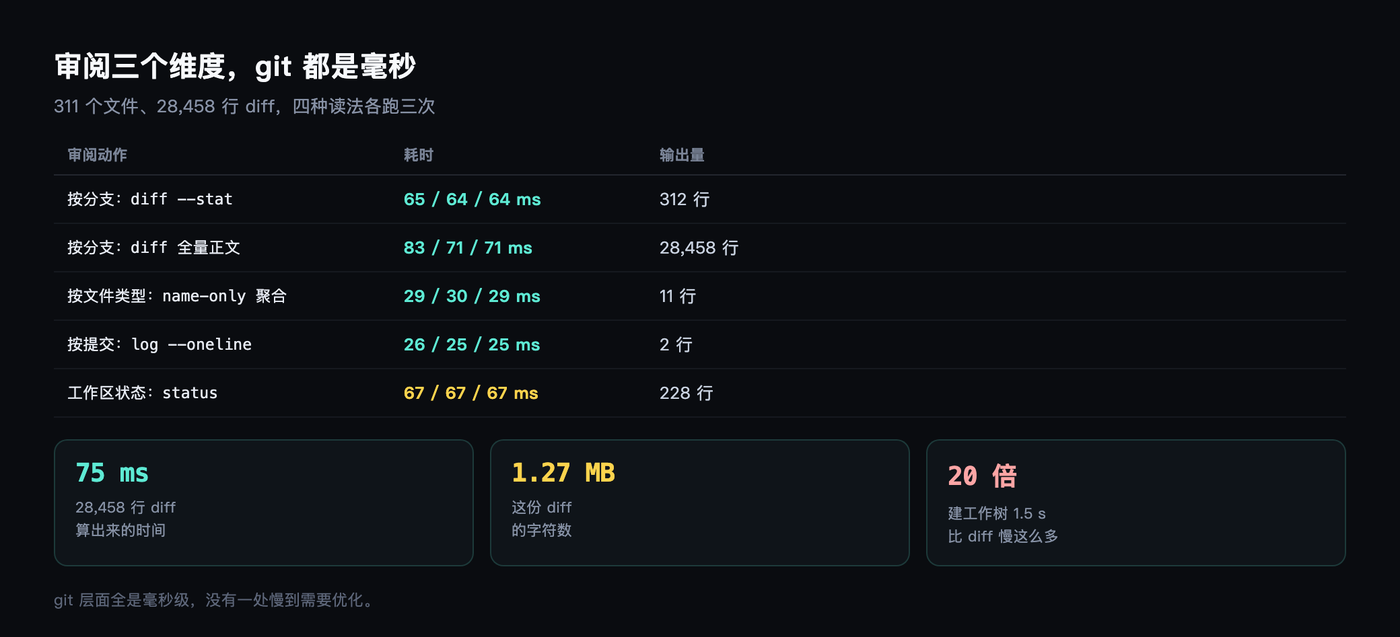 审阅三个维度，git 都是毫秒
311 个文件、28,458 行 diff，四种读法各跑三次
审阅动作 耗时 输出量
按分支：diff --stat 65 / 64 / 64 ms 312 行
按分支：diff 全量正文 83 / 71 / 71 ms 28,458 行
按文件类型：name-only 聚合 29 / 30 / 29 ms 11 行
按提交：log --oneline 26 / 25 / 25 ms 2 行
工作区状态：status 67 / 67 / 67 ms 228 行
75 ms
28,458 行 diff
算出来的时间
1.27 MB
这份 diff
的字符数
20 倍
建工作树 1.5 s
比 diff 慢这么多
git 层面全是毫秒级，没有一处慢到需要优化。